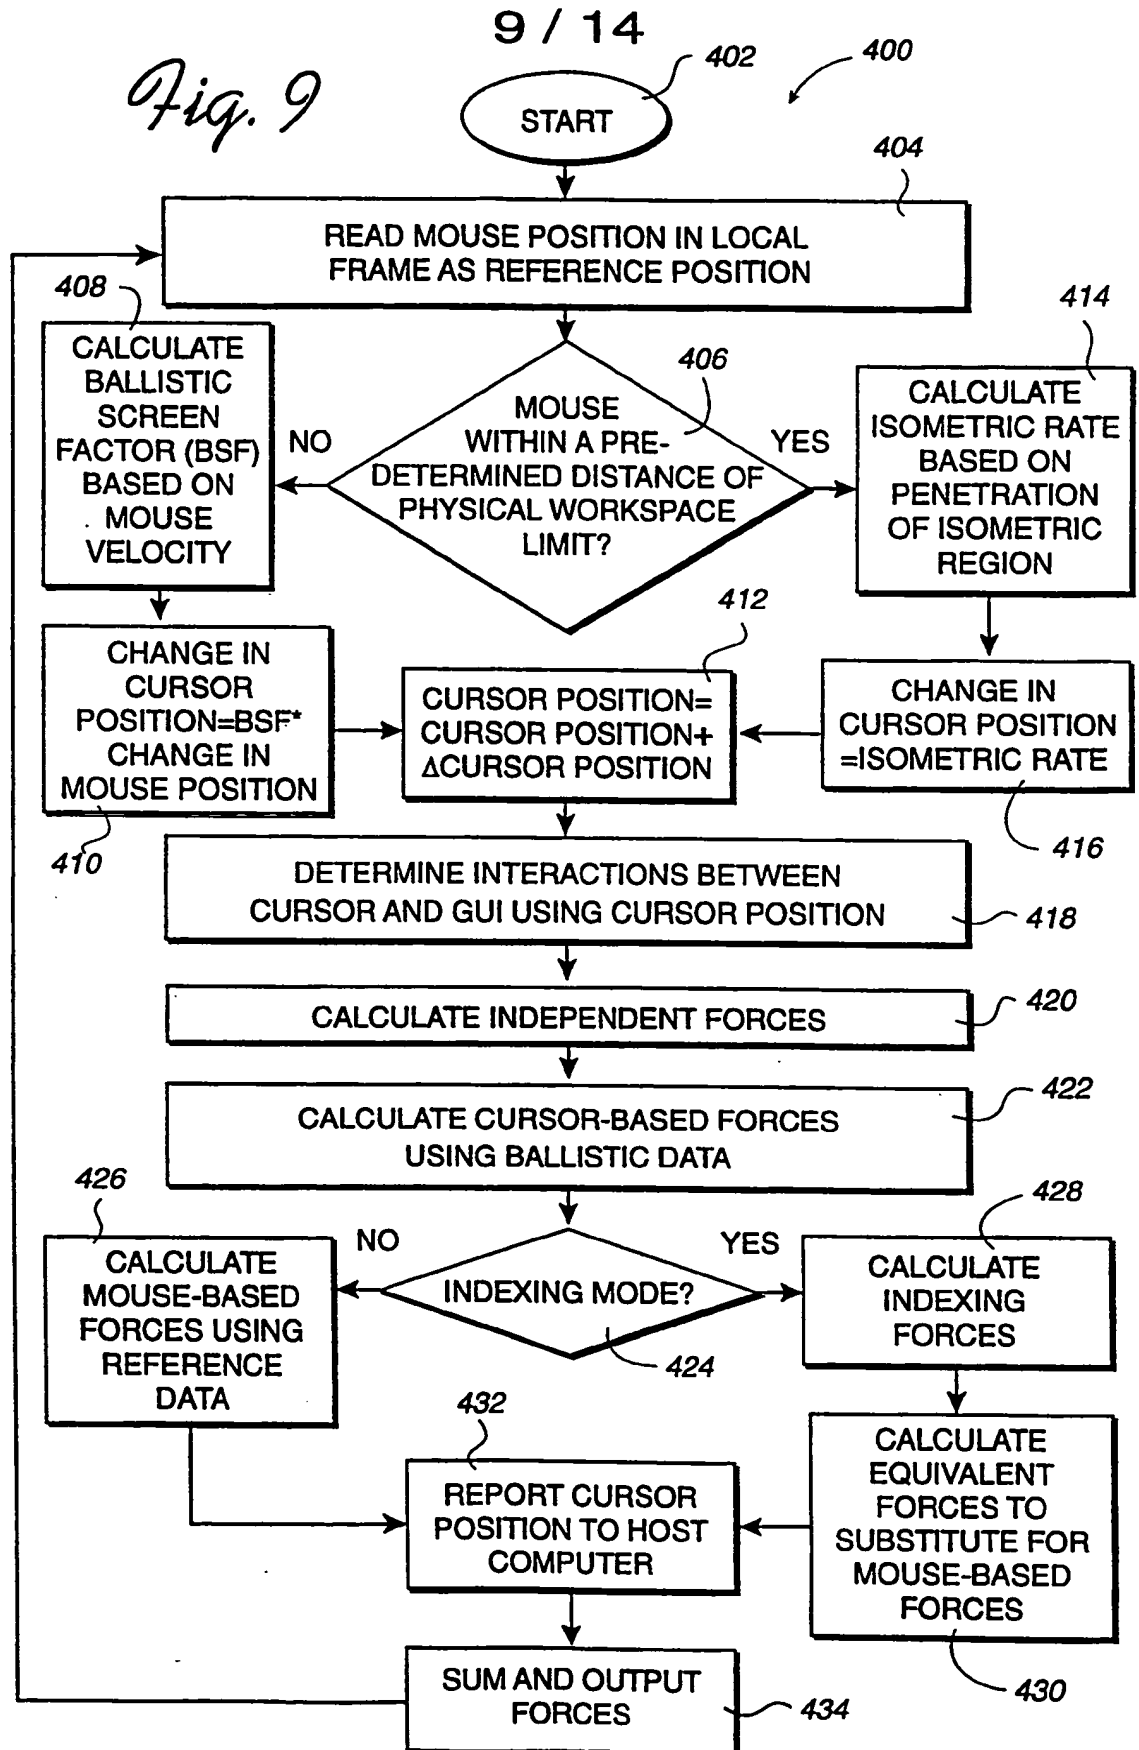 9 / 14
Fig. 9
402
400
START
404
READ MOUSE POSITION IN LOCAL
FRAME AS REFERENCE POSITION
408
CALCULATE
BALLISTIC
SCREEN
FACTOR (BSF)
BASED ON
MOUSE
VELOCITY
NO
406
MOUSE
WITHIN A PRE-
DETERMINED DISTANCE OF
PHYSICAL WORKSPACE
LIMIT?
YES
414
CALCULATE
ISOMETRIC RATE
BASED ON
PENETRATION
OF ISOMETRIC
REGION
CHANGE IN
CURSOR
POSITION=BSF*
CHANGE IN
MOUSE POSITION
410
412
CURSOR POSITION=
CURSOR POSITION+
ΔCURSOR POSITION
CHANGE IN
CURSOR POSITION
=ISOMETRIC RATE
416
DETERMINE INTERACTIONS BETWEEN
CURSOR AND GUI USING CURSOR POSITION
418
CALCULATE INDEPENDENT FORCES
420
CALCULATE CURSOR-BASED FORCES
USING BALLISTIC DATA
422
426
CALCULATE
MOUSE-BASED
FORCES USING
REFERENCE
DATA
NO
INDEXING MODE?
424
YES
428
CALCULATE
INDEXING
FORCES
432
REPORT CURSOR
POSITION TO HOST
COMPUTER
CALCULATE
EQUIVALENT
FORCES TO
SUBSTITUTE FOR
MOUSE-BASED
FORCES
430
SUM AND OUTPUT
FORCES
434